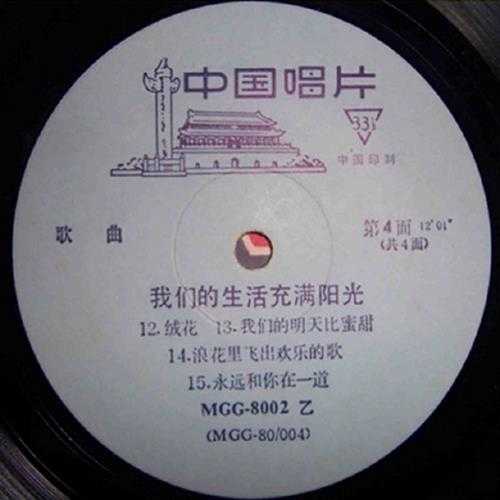 中国唱片
33⅓
中国印制
歌 曲
第4面 12′01″
(共4面)
我们的生活充满阳光
12.绒花 13.我们的明天比蜜甜
14.浪花里飞出欢乐的歌
15.永远和你在一道
MGG-8002 乙
(MGG-80/004)